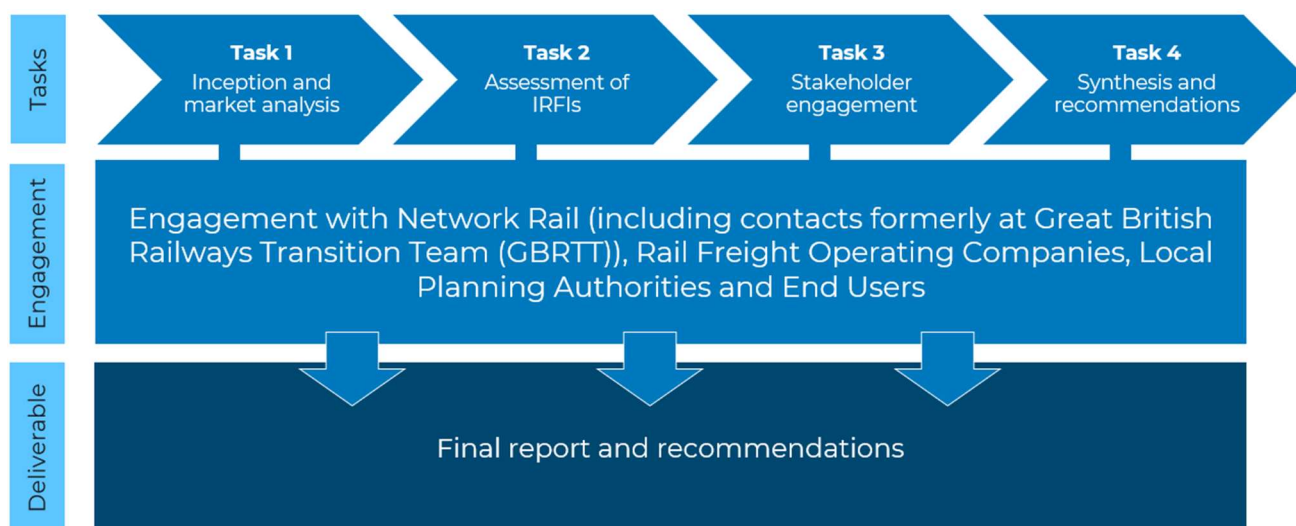 Tasks
Task 1
Inception and
market analysis
Task 2
Assessment of
IRFIs
Task 3
Stakeholder
engagement
Task 4
Synthesis and
recommendations
Engagement
Engagement with Network Rail (including contacts formerly at Great British
Railways Transition Team (GBRTT)), Rail Freight Operating Companies, Local
Planning Authorities and End Users
Deliverable
Final report and recommendations